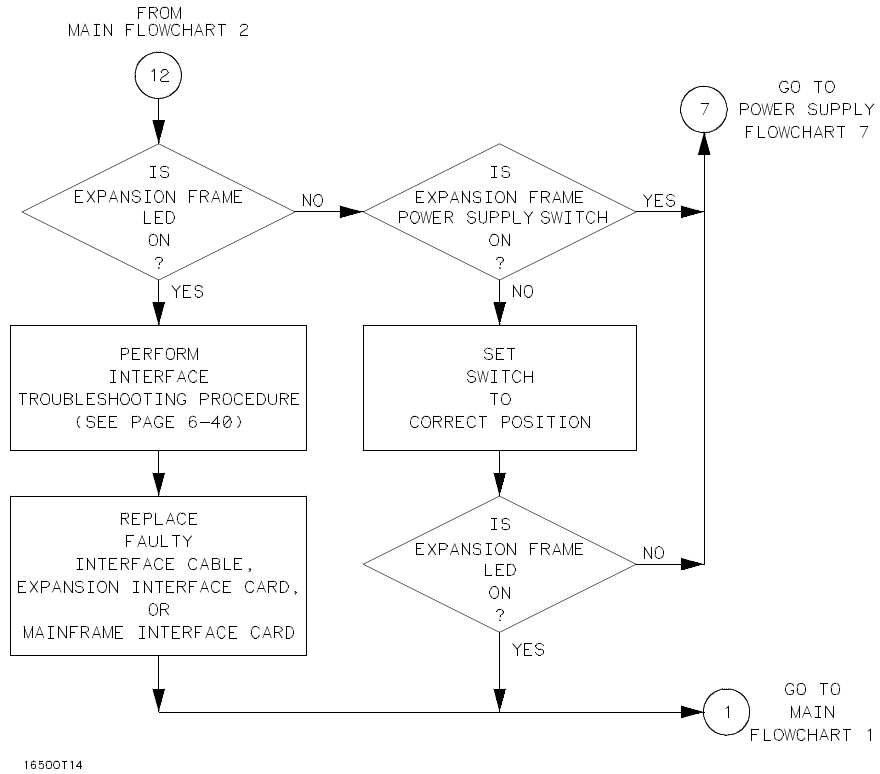 FROM
MAIN FLOWCHART 2
12
GO TO
POWER SUPPLY
FLOWCHART 7
7
IS
EXPANSION FRAME
LED
ON
?
NO
YES
IS
EXPANSION FRAME
POWER SUPPLY SWITCH
ON
?
YES
NO
PERFORM
INTERFACE
TROUBLESHOOTING PROCEDURE
(SEE PAGE 6-40)
SET
SWITCH
TO
CORRECT POSITION
REPLACE
FAULTY
INTERFACE CABLE,
EXPANSION INTERFACE CARD,
OR
MAINFRAME INTERFACE CARD
IS
EXPANSION FRAME
LED
ON
?
NO
YES
1
GO TO
MAIN
FLOWCHART 1
16500T14